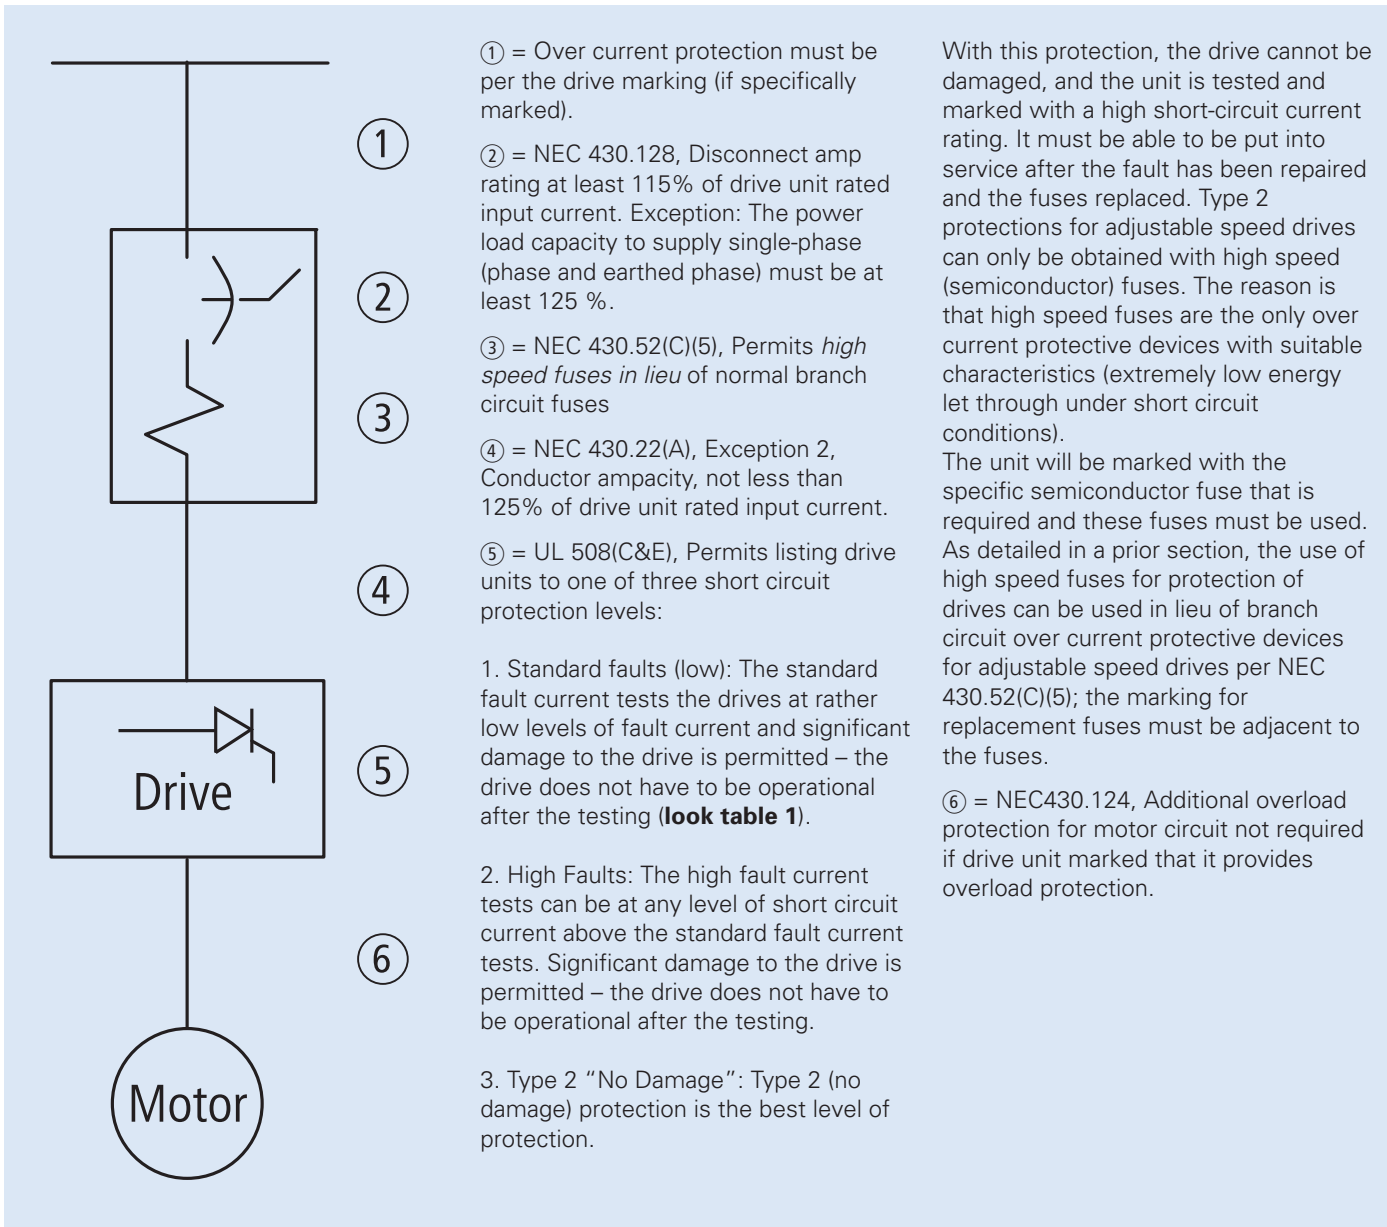 ①
②
③
④
Drive
⑤
⑥
Motor
① = Over current protection must be
per the drive marking (if specifically
marked).
② = NEC 430.128, Disconnect amp
rating at least 115% of drive unit rated
input current. Exception: The power
load capacity to supply single-phase
(phase and earthed phase) must be at
least 125 %.
③ = NEC 430.52(C)(5), Permits high
speed fuses in lieu of normal branch
circuit fuses
④ = NEC 430.22(A), Exception 2,
Conductor ampacity, not less than
125% of drive unit rated input current.
⑤ = UL 508(C&E), Permits listing drive
units to one of three short circuit
protection levels:
1. Standard faults (low): The standard
fault current tests the drives at rather
low levels of fault current and significant
damage to the drive is permitted – the
drive does not have to be operational
after the testing (look table 1).
2. High Faults: The high fault current
tests can be at any level of short circuit
current above the standard fault current
tests. Significant damage to the drive is
permitted – the drive does not have to
be operational after the testing.
3. Type 2 “No Damage”: Type 2 (no
damage) protection is the best level of
protection.
With this protection, the drive cannot be
damaged, and the unit is tested and
marked with a high short-circuit current
rating. It must be able to be put into
service after the fault has been repaired
and the fuses replaced. Type 2
protections for adjustable speed drives
can only be obtained with high speed
(semiconductor) fuses. The reason is
that high speed fuses are the only over
current protective devices with suitable
characteristics (extremely low energy
let through under short circuit
conditions).
The unit will be marked with the
specific semiconductor fuse that is
required and these fuses must be used.
As detailed in a prior section, the use of
high speed fuses for protection of
drives can be used in lieu of branch
circuit over current protective devices
for adjustable speed drives per NEC
430.52(C)(5); the marking for
replacement fuses must be adjacent to
the fuses.
⑥ = NEC430.124, Additional overload
protection for motor circuit not required
if drive unit marked that it provides
overload protection.